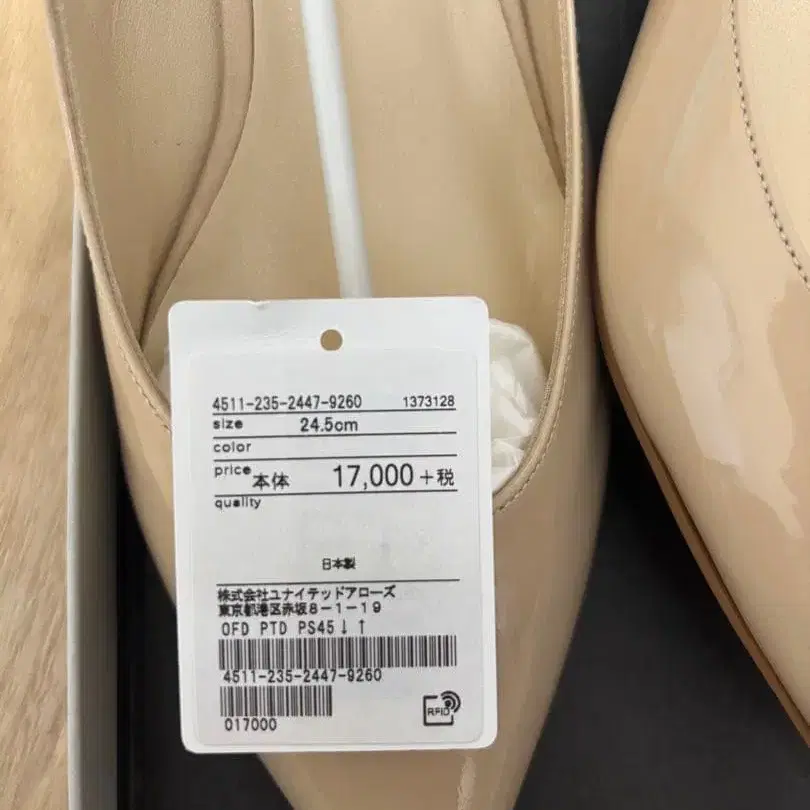 4511-235-2447-9260 1373128
size 24.5cm
color
price 本体 17,000 +税
quality
日本製
株式会社ユナイテッドアローズ
東京都港区赤坂8-1-19
OFD PTD PS45↓↑
4511-235-2447-9260
017000
RFID